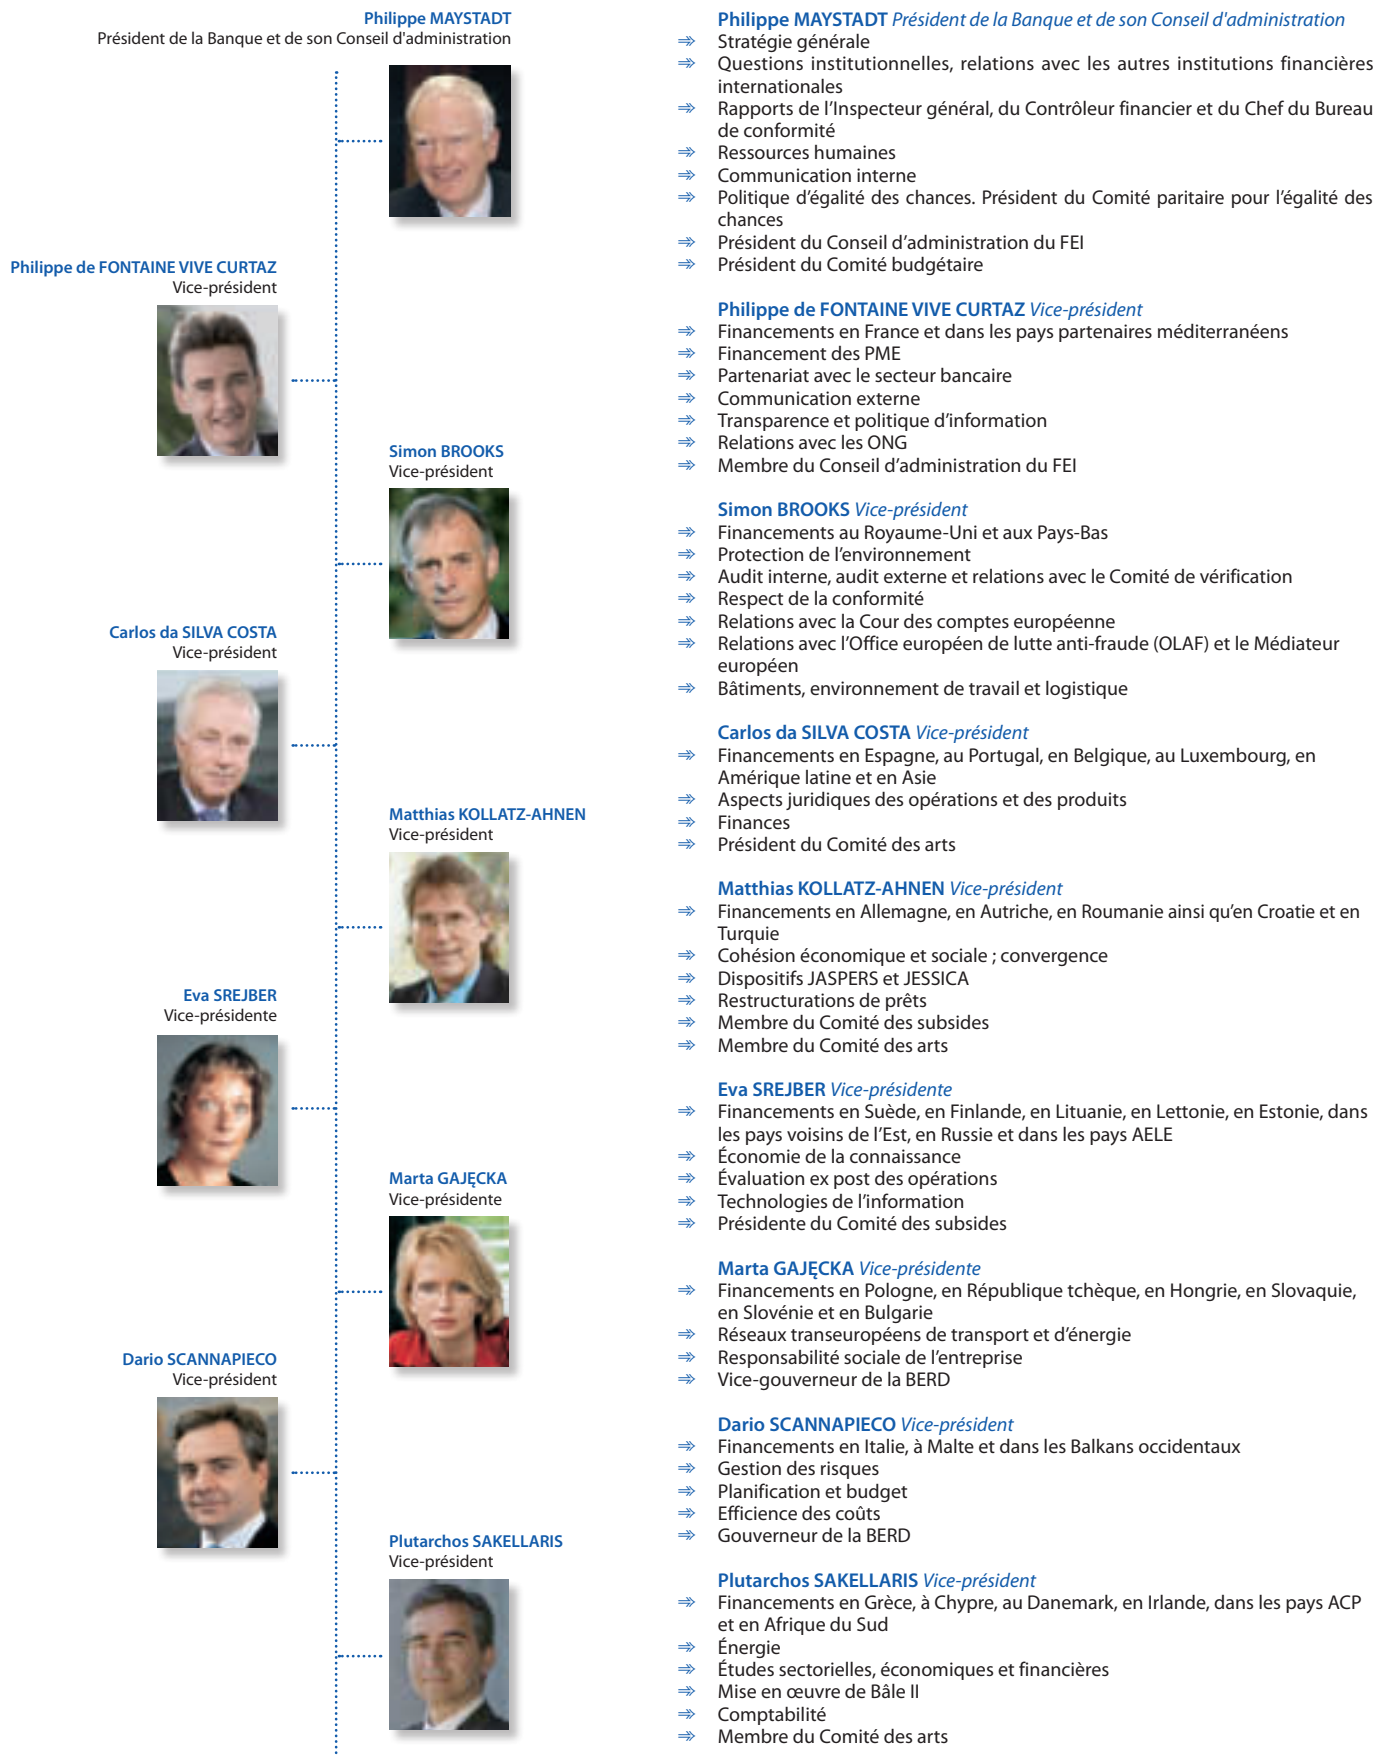 Philippe MAYSTADT
Président de la Banque et de son Conseil d'administration
Philippe de FONTAINE VIVE CURTAZ
Vice-président
Simon BROOKS
Vice-président
Carlos da SILVA COSTA
Vice-président
Matthias KOLLATZ-AHNEN
Vice-président
Eva SREJBER
Vice-présidente
Marta GAJĘCKA
Vice-présidente
Dario SCANNAPIECO
Vice-président
Plutarchos SAKELLARIS
Vice-président
Philippe MAYSTADT Président de la Banque et de son Conseil d'administration
⇒ Stratégie générale
⇒ Questions institutionnelles, relations avec les autres institutions financières
internationales
⇒ Rapports de l’Inspecteur général, du Contrôleur financier et du Chef du Bureau
de conformité
⇒ Ressources humaines
⇒ Communication interne
⇒ Politique d’égalité des chances. Président du Comité paritaire pour l’égalité des
chances
⇒ Président du Conseil d’administration du FEI
⇒ Président du Comité budgétaire
Philippe de FONTAINE VIVE CURTAZ Vice-président
⇒ Financements en France et dans les pays partenaires méditerranéens
⇒ Financement des PME
⇒ Partenariat avec le secteur bancaire
⇒ Communication externe
⇒ Transparence et politique d’information
⇒ Relations avec les ONG
⇒ Membre du Conseil d’administration du FEI
Simon BROOKS Vice-président
⇒ Financements au Royaume-Uni et aux Pays-Bas
⇒ Protection de l’environnement
⇒ Audit interne, audit externe et relations avec le Comité de vérification
⇒ Respect de la conformité
⇒ Relations avec la Cour des comptes européenne
⇒ Relations avec l’Office européen de lutte anti-fraude (OLAF) et le Médiateur
européen
⇒ Bâtiments, environnement de travail et logistique
Carlos da SILVA COSTA Vice-président
⇒ Financements en Espagne, au Portugal, en Belgique, au Luxembourg, en
Amérique latine et en Asie
⇒ Aspects juridiques des opérations et des produits
⇒ Finances
⇒ Président du Comité des arts
Matthias KOLLATZ-AHNEN Vice-président
⇒ Financements en Allemagne, en Autriche, en Roumanie ainsi qu’en Croatie et en
Turquie
⇒ Cohésion économique et sociale ; convergence
⇒ Dispositifs JASPERS et JESSICA
⇒ Restructurations de prêts
⇒ Membre du Comité des subsides
⇒ Membre du Comité des arts
Eva SREJBER Vice-présidente
⇒ Financements en Suède, en Finlande, en Lituanie, en Lettonie, en Estonie, dans
les pays voisins de l’Est, en Russie et dans les pays AELE
⇒ Économie de la connaissance
⇒ Évaluation ex post des opérations
⇒ Technologies de l’information
⇒ Présidente du Comité des subsides
Marta GAJĘCKA Vice-présidente
⇒ Financements en Pologne, en République tchèque, en Hongrie, en Slovaquie,
en Slovénie et en Bulgarie
⇒ Réseaux transeuropéens de transport et d’énergie
⇒ Responsabilité sociale de l’entreprise
⇒ Vice-gouverneur de la BERD
Dario SCANNAPIECO Vice-président
⇒ Financements en Italie, à Malte et dans les Balkans occidentaux
⇒ Gestion des risques
⇒ Planification et budget
⇒ Efficience des coûts
⇒ Gouverneur de la BERD
Plutarchos SAKELLARIS Vice-président
⇒ Financements en Grèce, à Chypre, au Danemark, en Irlande, dans les pays ACP
et en Afrique du Sud
⇒ Énergie
⇒ Études sectorielles, économiques et financières
⇒ Mise en œuvre de Bâle II
⇒ Comptabilité
⇒ Membre du Comité des arts